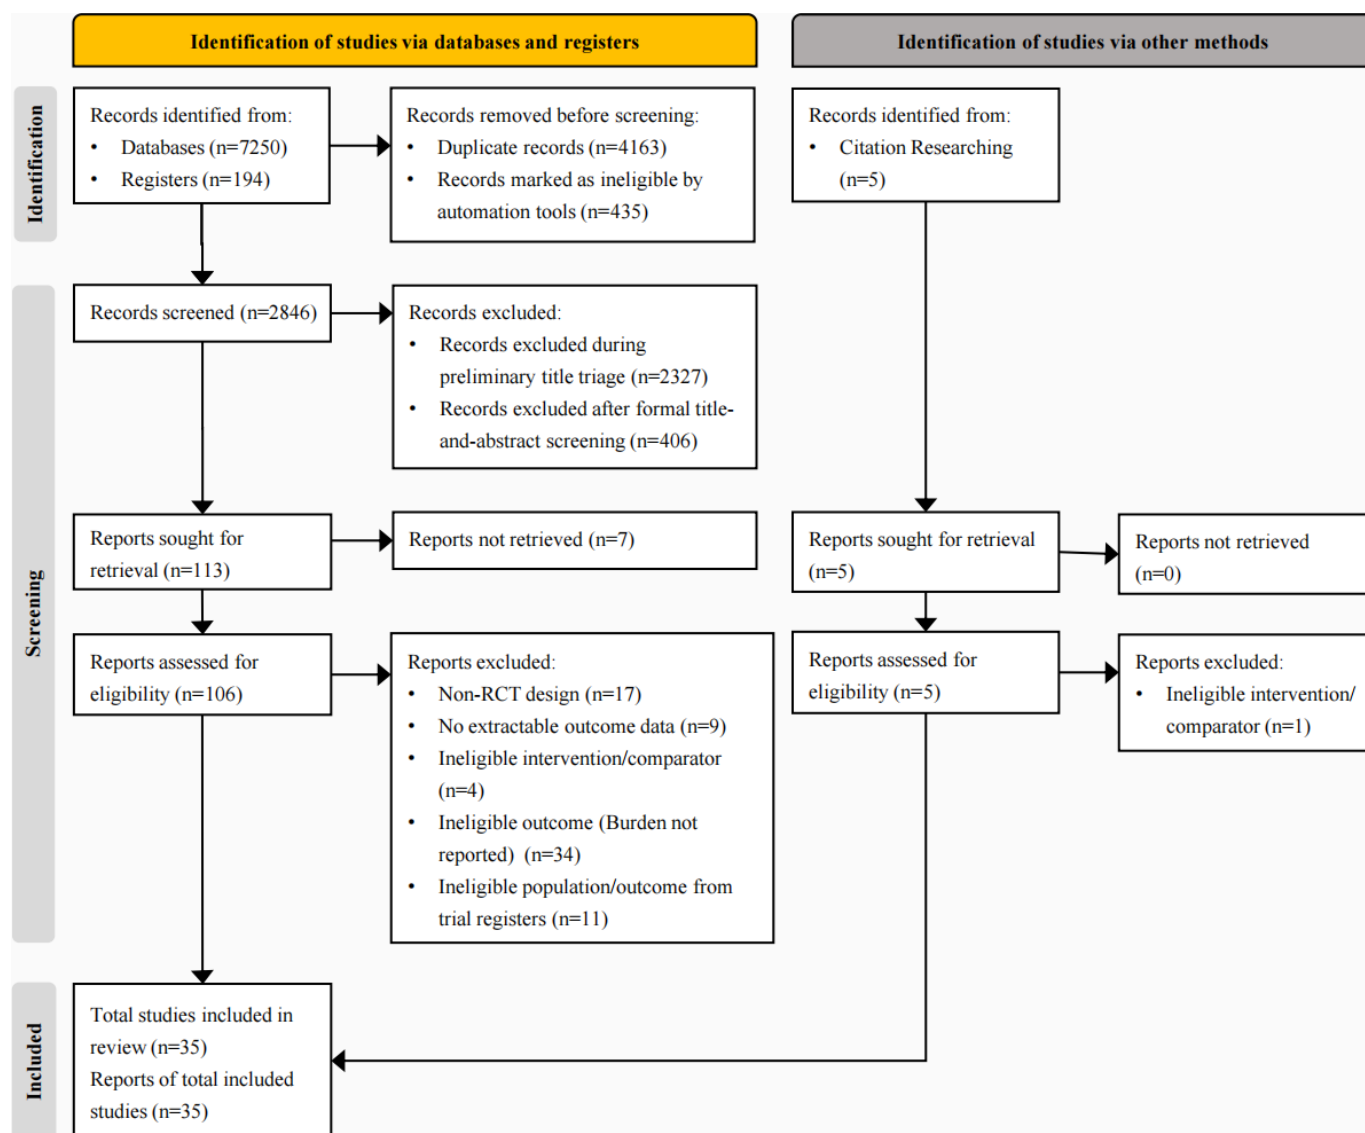 Identification of studies via databases and registers
Identification of studies via other methods
Identification
Records identified from:
• Databases (n=7250)
• Registers (n=194)
Records removed before screening:
• Duplicate records (n=4163)
• Records marked as ineligible by
automation tools (n=435)
Records identified from:
• Citation Researching
(n=5)
Screening
Records screened (n=2846)
Records excluded:
• Records excluded during
preliminary title triage (n=2327)
• Records excluded after formal title-
and-abstract screening (n=406)
Reports sought for
retrieval (n=113)
Reports not retrieved (n=7)
Reports sought for retrieval
(n=5)
Reports not retrieved
(n=0)
Reports assessed for
eligibility (n=106)
Reports excluded:
• Non-RCT design (n=17)
• No extractable outcome data (n=9)
• Ineligible intervention/comparator
(n=4)
• Ineligible outcome (Burden not
reported) (n=34)
• Ineligible population/outcome from
trial registers (n=11)
Reports assessed for
eligibility (n=5)
Reports excluded:
• Ineligible intervention/
comparator (n=1)
Included
Total studies included in
review (n=35)
Reports of total included
studies (n=35)